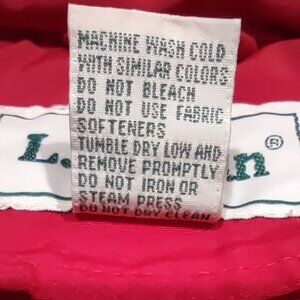 MACHINE WASH COLD
WITH SIMILAR COLORS
DO NOT BLEACH
DO NOT USE FABRIC
SOFTENERS
TUMBLE DRY LOW AND
REMOVE PROMPTLY
DO NOT IRON OR
STEAM PRESS
DO NOT DRY CLEAN
L. n®